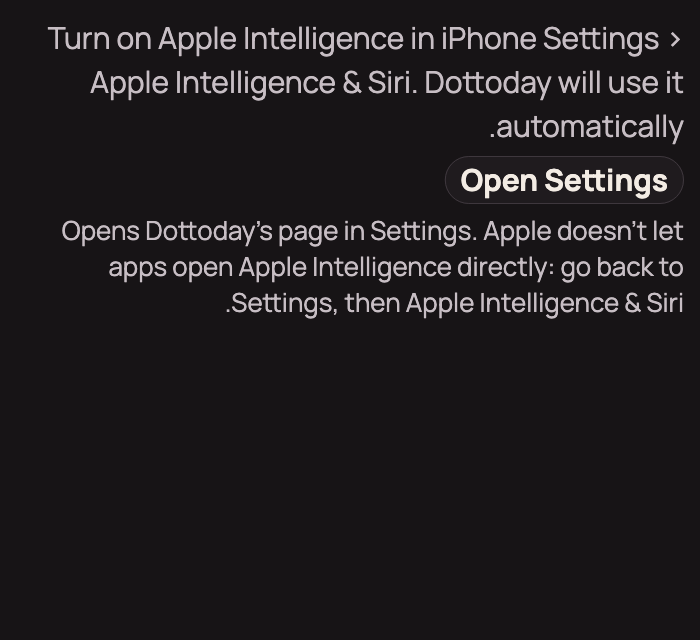 Turn on Apple Intelligence in iPhone Settings >
Apple Intelligence & Siri. Dottoday will use it
automatically.
Open Settings
Opens Dottoday’s page in Settings. Apple doesn’t let
apps open Apple Intelligence directly: go back to
Settings, then Apple Intelligence & Siri.